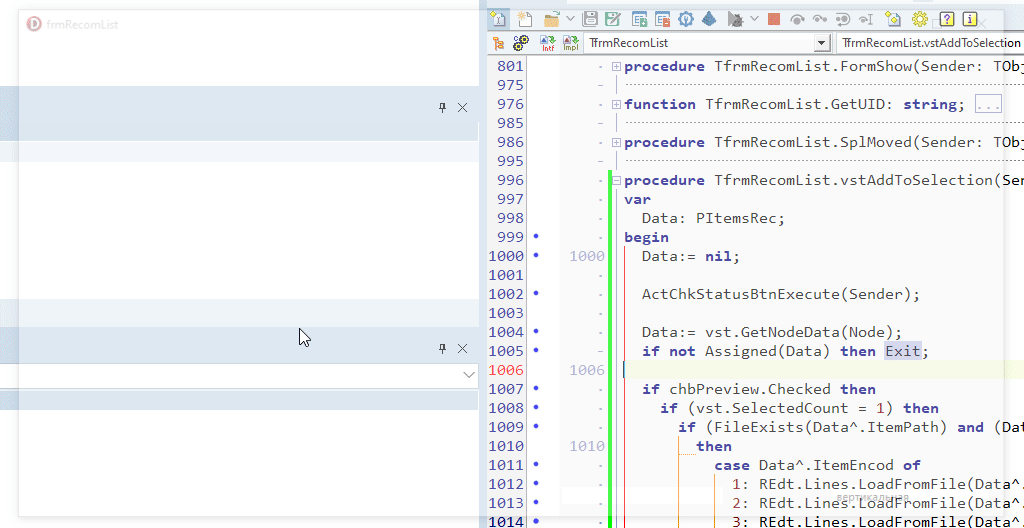 frmRecomList
TfrmRecomList
TfrmRecomList.vstAddToSelection
801 procedure TfrmRecomList.FormShow(Sender: TObj
975
976 function TfrmRecomList.GetUID: string; ...
985
986 procedure TfrmRecomList.SplMoved(Sender: TObj
995
996 procedure TfrmRecomList.vstAddToSelection(Sen
997 var
998 Data: PItemsRec;
999 begin
1000 1000 Data:= nil;
1001
1002 ActChkStatusBtnExecute(Sender);
1003
1004 Data:= vst.GetNodeData(Node);
1005 if not Assigned(Data) then Exit;
1006 1006
1007 if chbPreview.Checked then
1008 if (vst.SelectedCount = 1) then
1009 if (FileExists(Data^.ItemPath) and (Dat
1010 1010 then
1011 case Data^.ItemEncod of
1012 1: REdt.Lines.LoadFromFile(Data^.
вертикальная
1013 2: REdt.Lines.LoadFromFile(Data^.
1014 3: REdt.Lines.LoadFromFile(Data^.